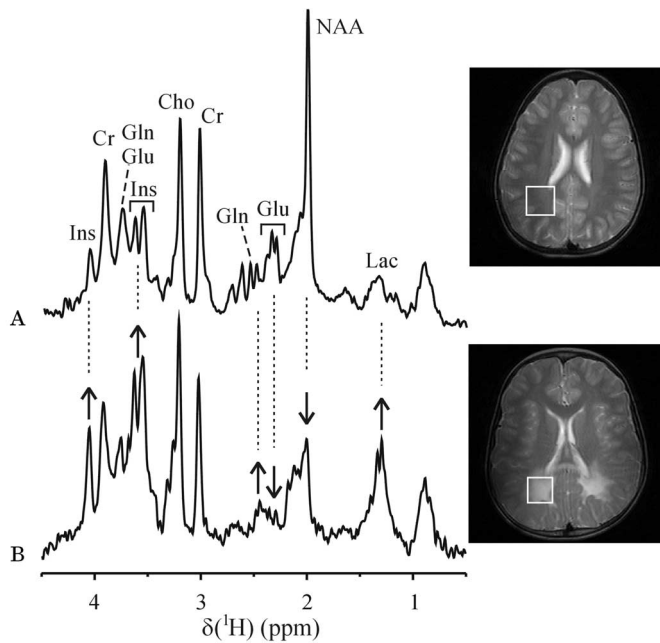 NAA
Cho
Cr
Gln
Cr
Glu
Ins
Gln
Glu
Ins
Lac
A
B
4
3
2
1
δ(¹H) (ppm)